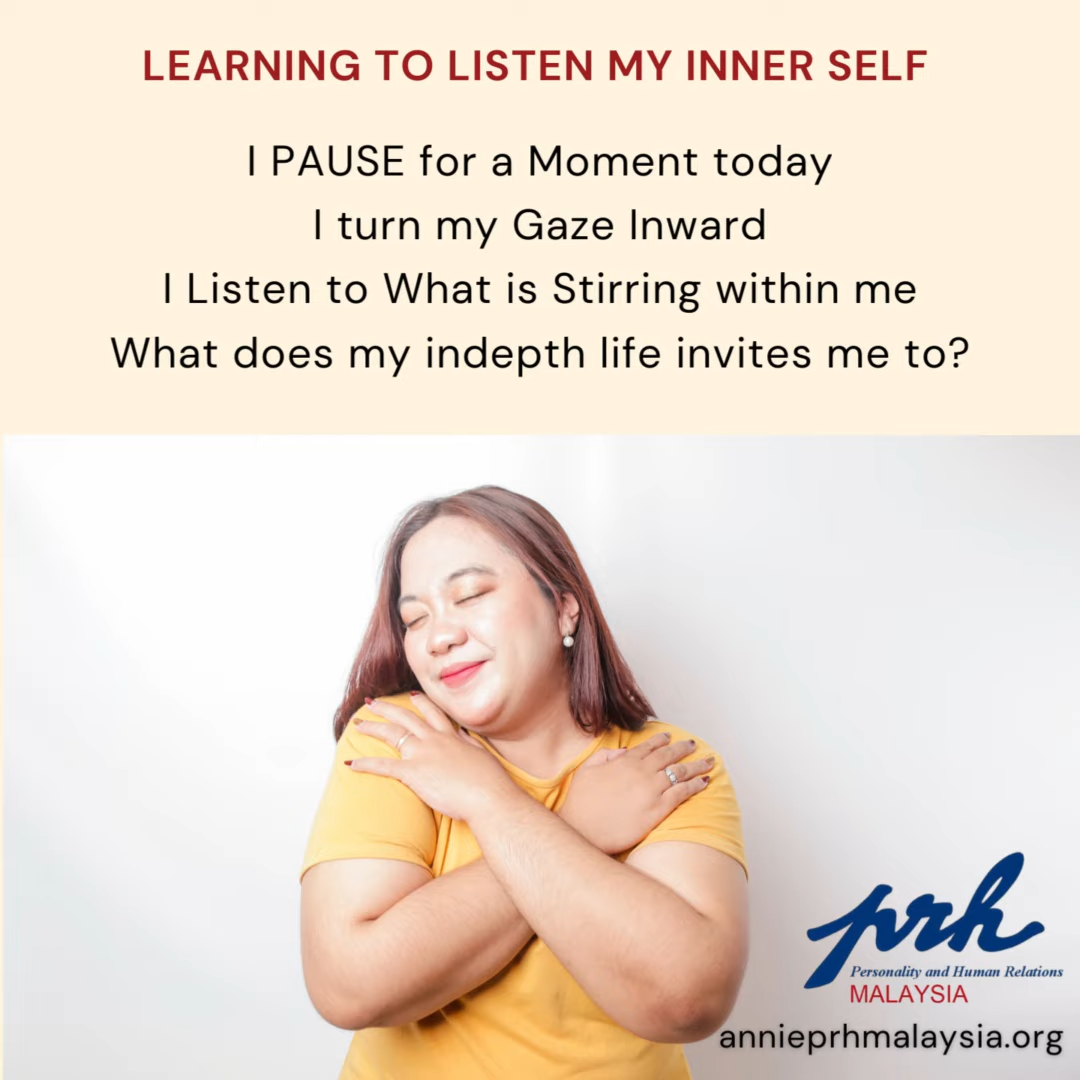 LEARNING TO LISTEN MY INNER SELF
I PAUSE for a Moment today
I turn my Gaze Inward
I Listen to What is Stirring within me
What does my indepth life invites me to?
prh
Personality and Human Relations
MALAYSIA
annieprhmalaysia.org